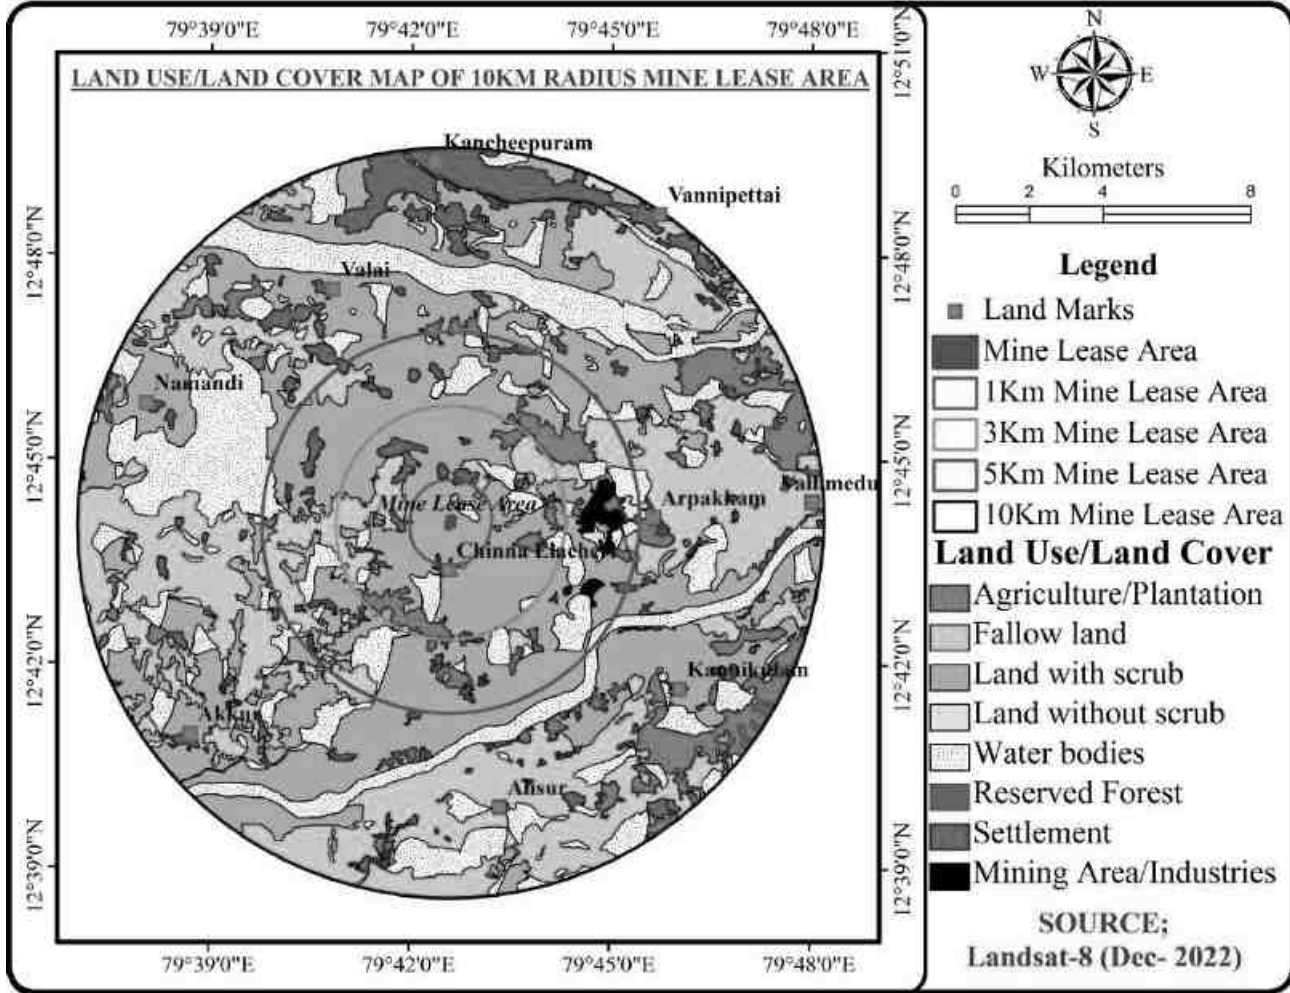 79°39'0"E 79°42'0"E 79°45'0"E 79°48'0"E
LAND USE/LAND COVER MAP OF 10KM RADIUS MINE LEASE AREA
12°51'0"N
12°48'0"N
12°48'0"N
12°45'0"N
12°45'0"N
12°42'0"N
12°42'0"N
12°39'0"N
12°39'0"N
Kancheepuram
Vannipettai
Valai
Namandi
Mine Lease Area
Arpakkam
Chinna
Akkur
Alisur
79°39'0"E 79°42'0"E 79°45'0"E 79°48'0"E
N
W E
S
Kilometers
0 2 4 8
Legend
Land Marks
Mine Lease Area
1Km Mine Lease Area
3Km Mine Lease Area
5Km Mine Lease Area
10Km Mine Lease Area
Land Use/Land Cover
Agriculture/Plantation
Fallow land
Land with scrub
Land without scrub
Water bodies
Reserved Forest
Settlement
Mining Area/Industries
SOURCE;
Landsat-8 (Dec- 2022)